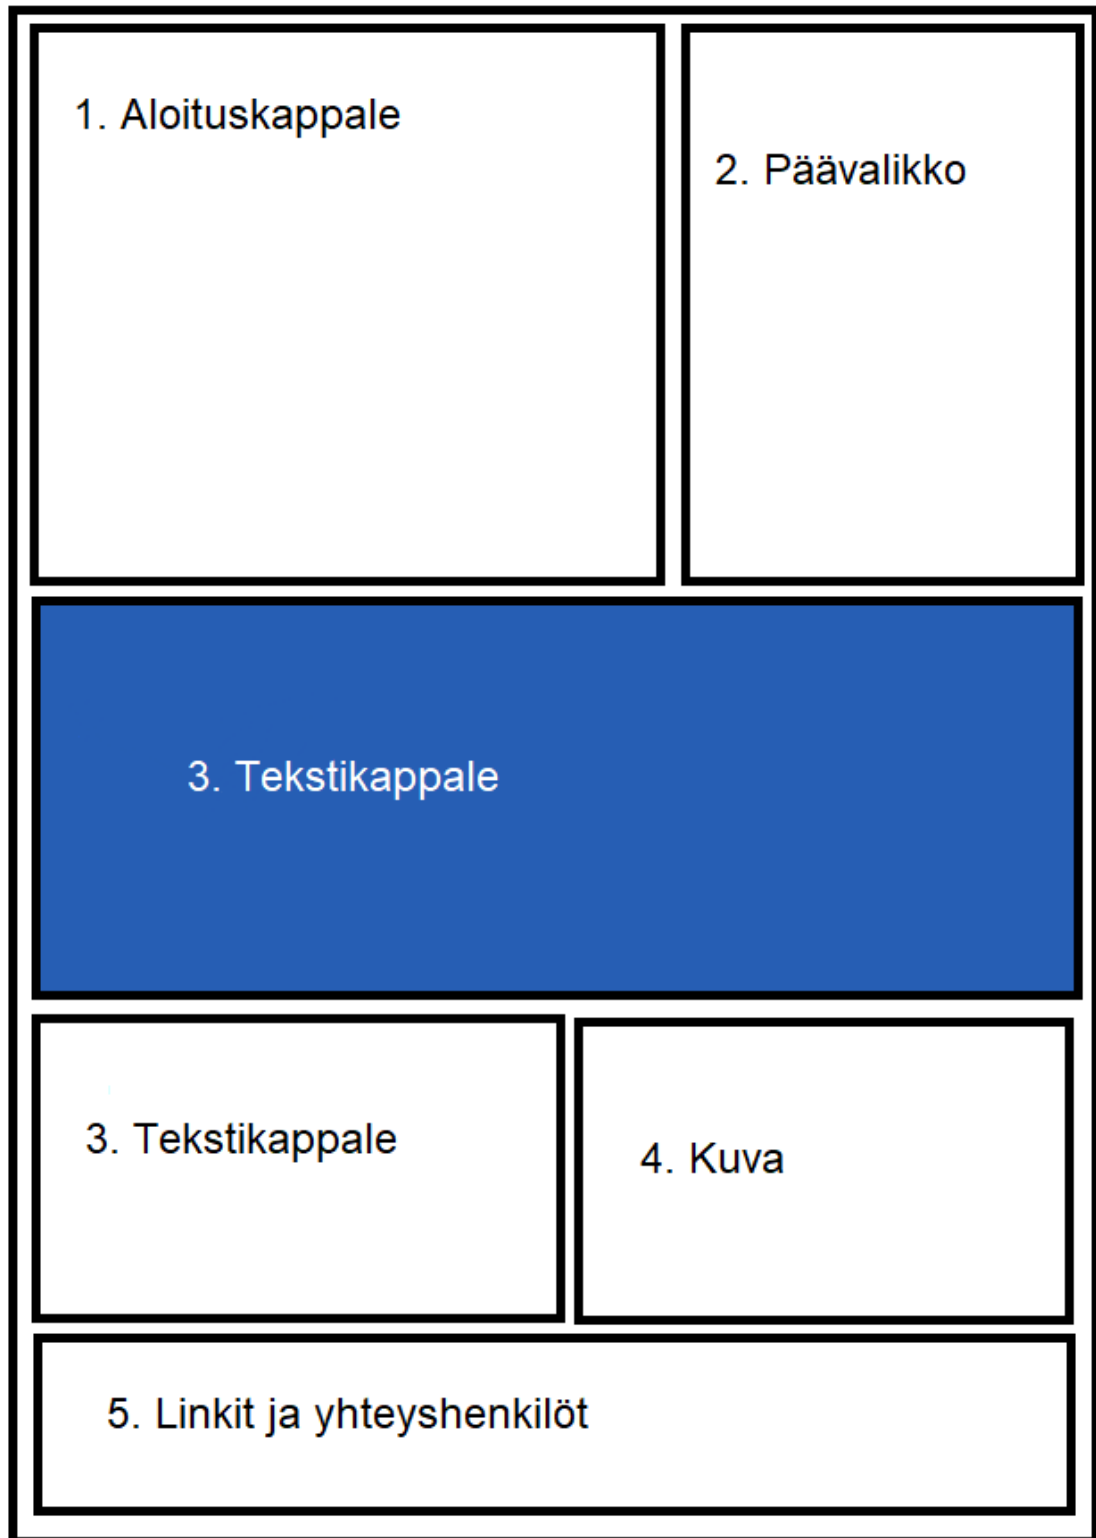 1. Aloituskappale
2. Päävalikko
3. Tekstikappale
3. Tekstikappale
4. Kuva
5. Linkit ja yhteyshenkilöt